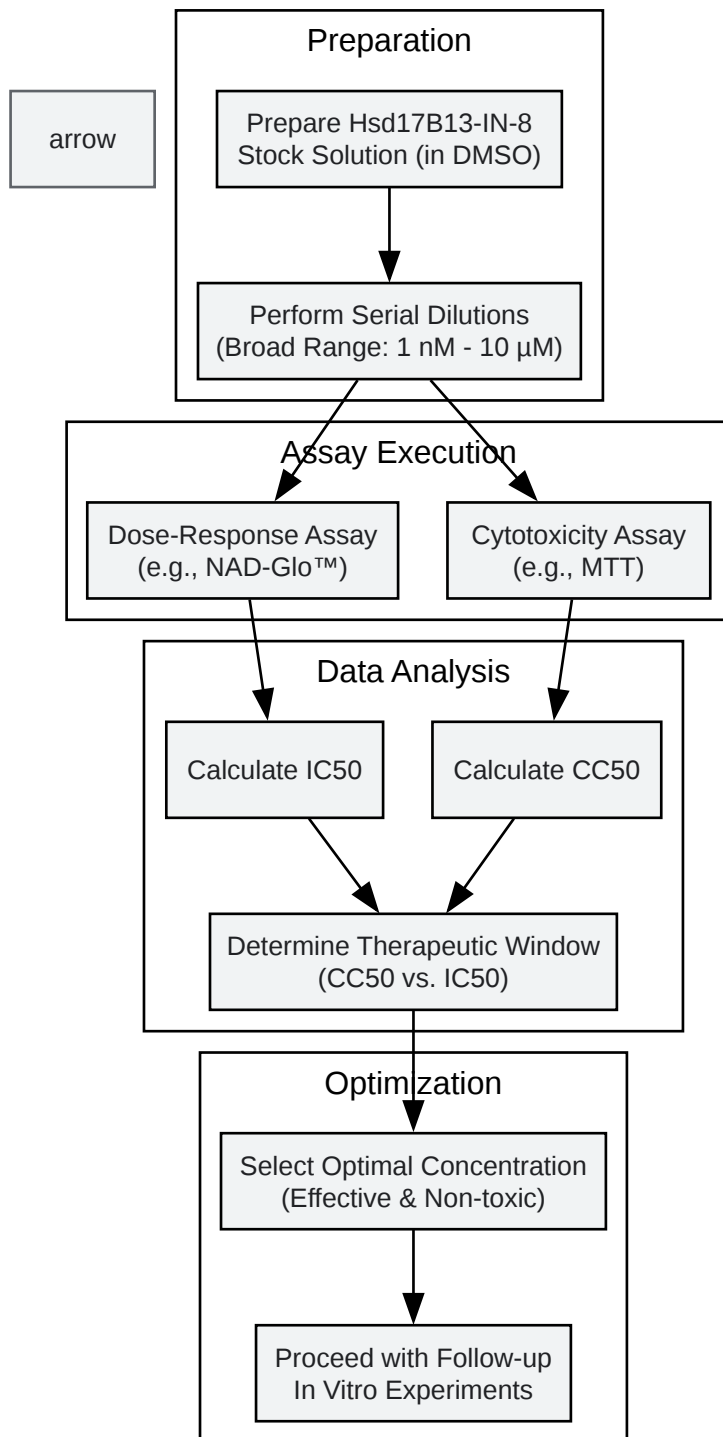 Preparation
arrow
Prepare Hsd17B13-IN-8
Stock Solution (in DMSO)
Perform Serial Dilutions
(Broad Range: 1 nM - 10 µM)
Assay Execution
Dose-Response Assay
(e.g., NAD-Glo™)
Cytotoxicity Assay
(e.g., MTT)
Data Analysis
Calculate IC50
Calculate CC50
Determine Therapeutic Window
(CC50 vs. IC50)
Optimization
Select Optimal Concentration
(Effective & Non-toxic)
Proceed with Follow-up
In Vitro Experiments